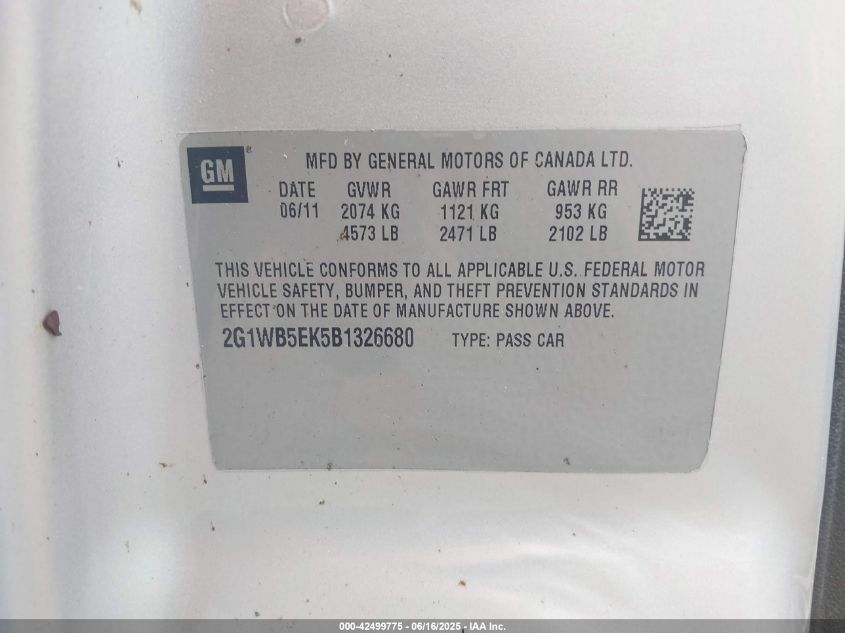 GM
MFD BY GENERAL MOTORS OF CANADA LTD.
DATE GVWR GAWR FRT GAWR RR
06/11 2074 KG 1121 KG 953 KG
4573 LB 2471 LB 2102 LB
THIS VEHICLE CONFORMS TO ALL APPLICABLE U.S. FEDERAL MOTOR
VEHICLE SAFETY, BUMPER, AND THEFT PREVENTION STANDARDS IN
EFFECT ON THE DATE OF MANUFACTURE SHOWN ABOVE.
2G1WB5EK5B1326680 TYPE: PASS CAR
000-42499775 - 06/16/2025 - IAA Inc.